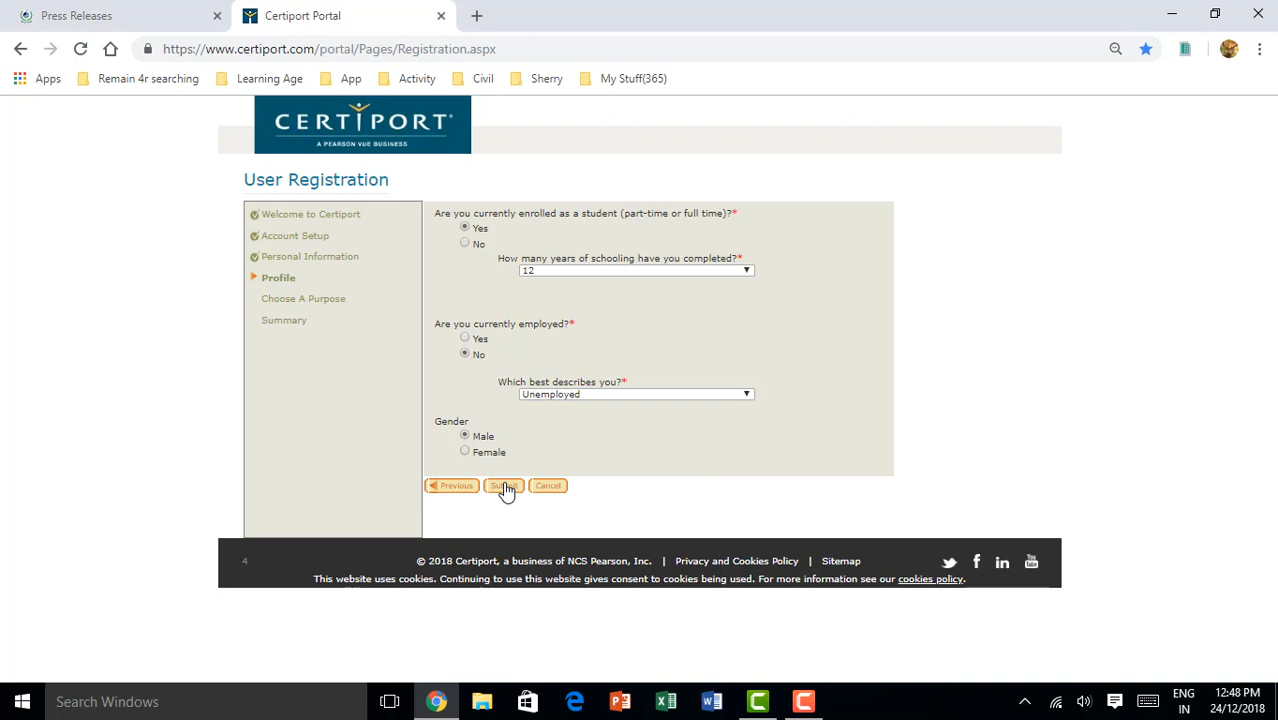 Press Releases
Certiport Portal
https://www.certiport.com/portal/Pages/Registration.aspx
Apps
Remain 4r searching
Learning Age
App
Activity
Civil
Sherry
My Stuff(365)
CERTIPORT
A PEARSON VUE BUSINESS
User Registration
Welcome to Certiport
Account Setup
Personal Information
Profile
Choose A Purpose
Summary
Are you currently enrolled as a student (part-time or full time)?*
Yes
No
How many years of schooling have you completed?*
12
Are you currently employed?*
Yes
No
Which best describes you?*
Unemployed
Gender
Male
Female
Previous
Submit
Cancel
4
© 2018 Certiport, a business of NCS Pearson, Inc. | Privacy and Cookies Policy | Sitemap
This website uses cookies. Continuing to use this website gives consent to cookies being used. For more information see our cookies policy.
Search Windows
ENG
IN
12:48 PM
24/12/2018